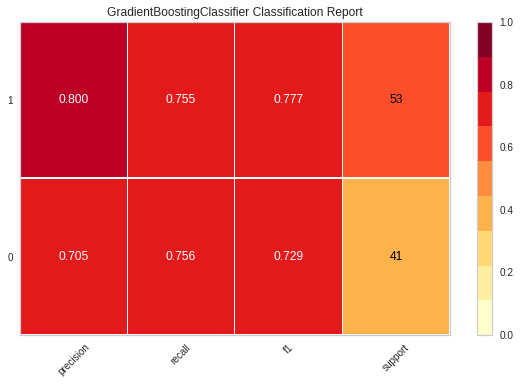 GradientBoostingClassifier Classification Report
1 0.800 0.755 0.777 53
0 0.705 0.756 0.729 41
precision recall f1 support
1.0
0.8
0.6
0.4
0.2
0.0